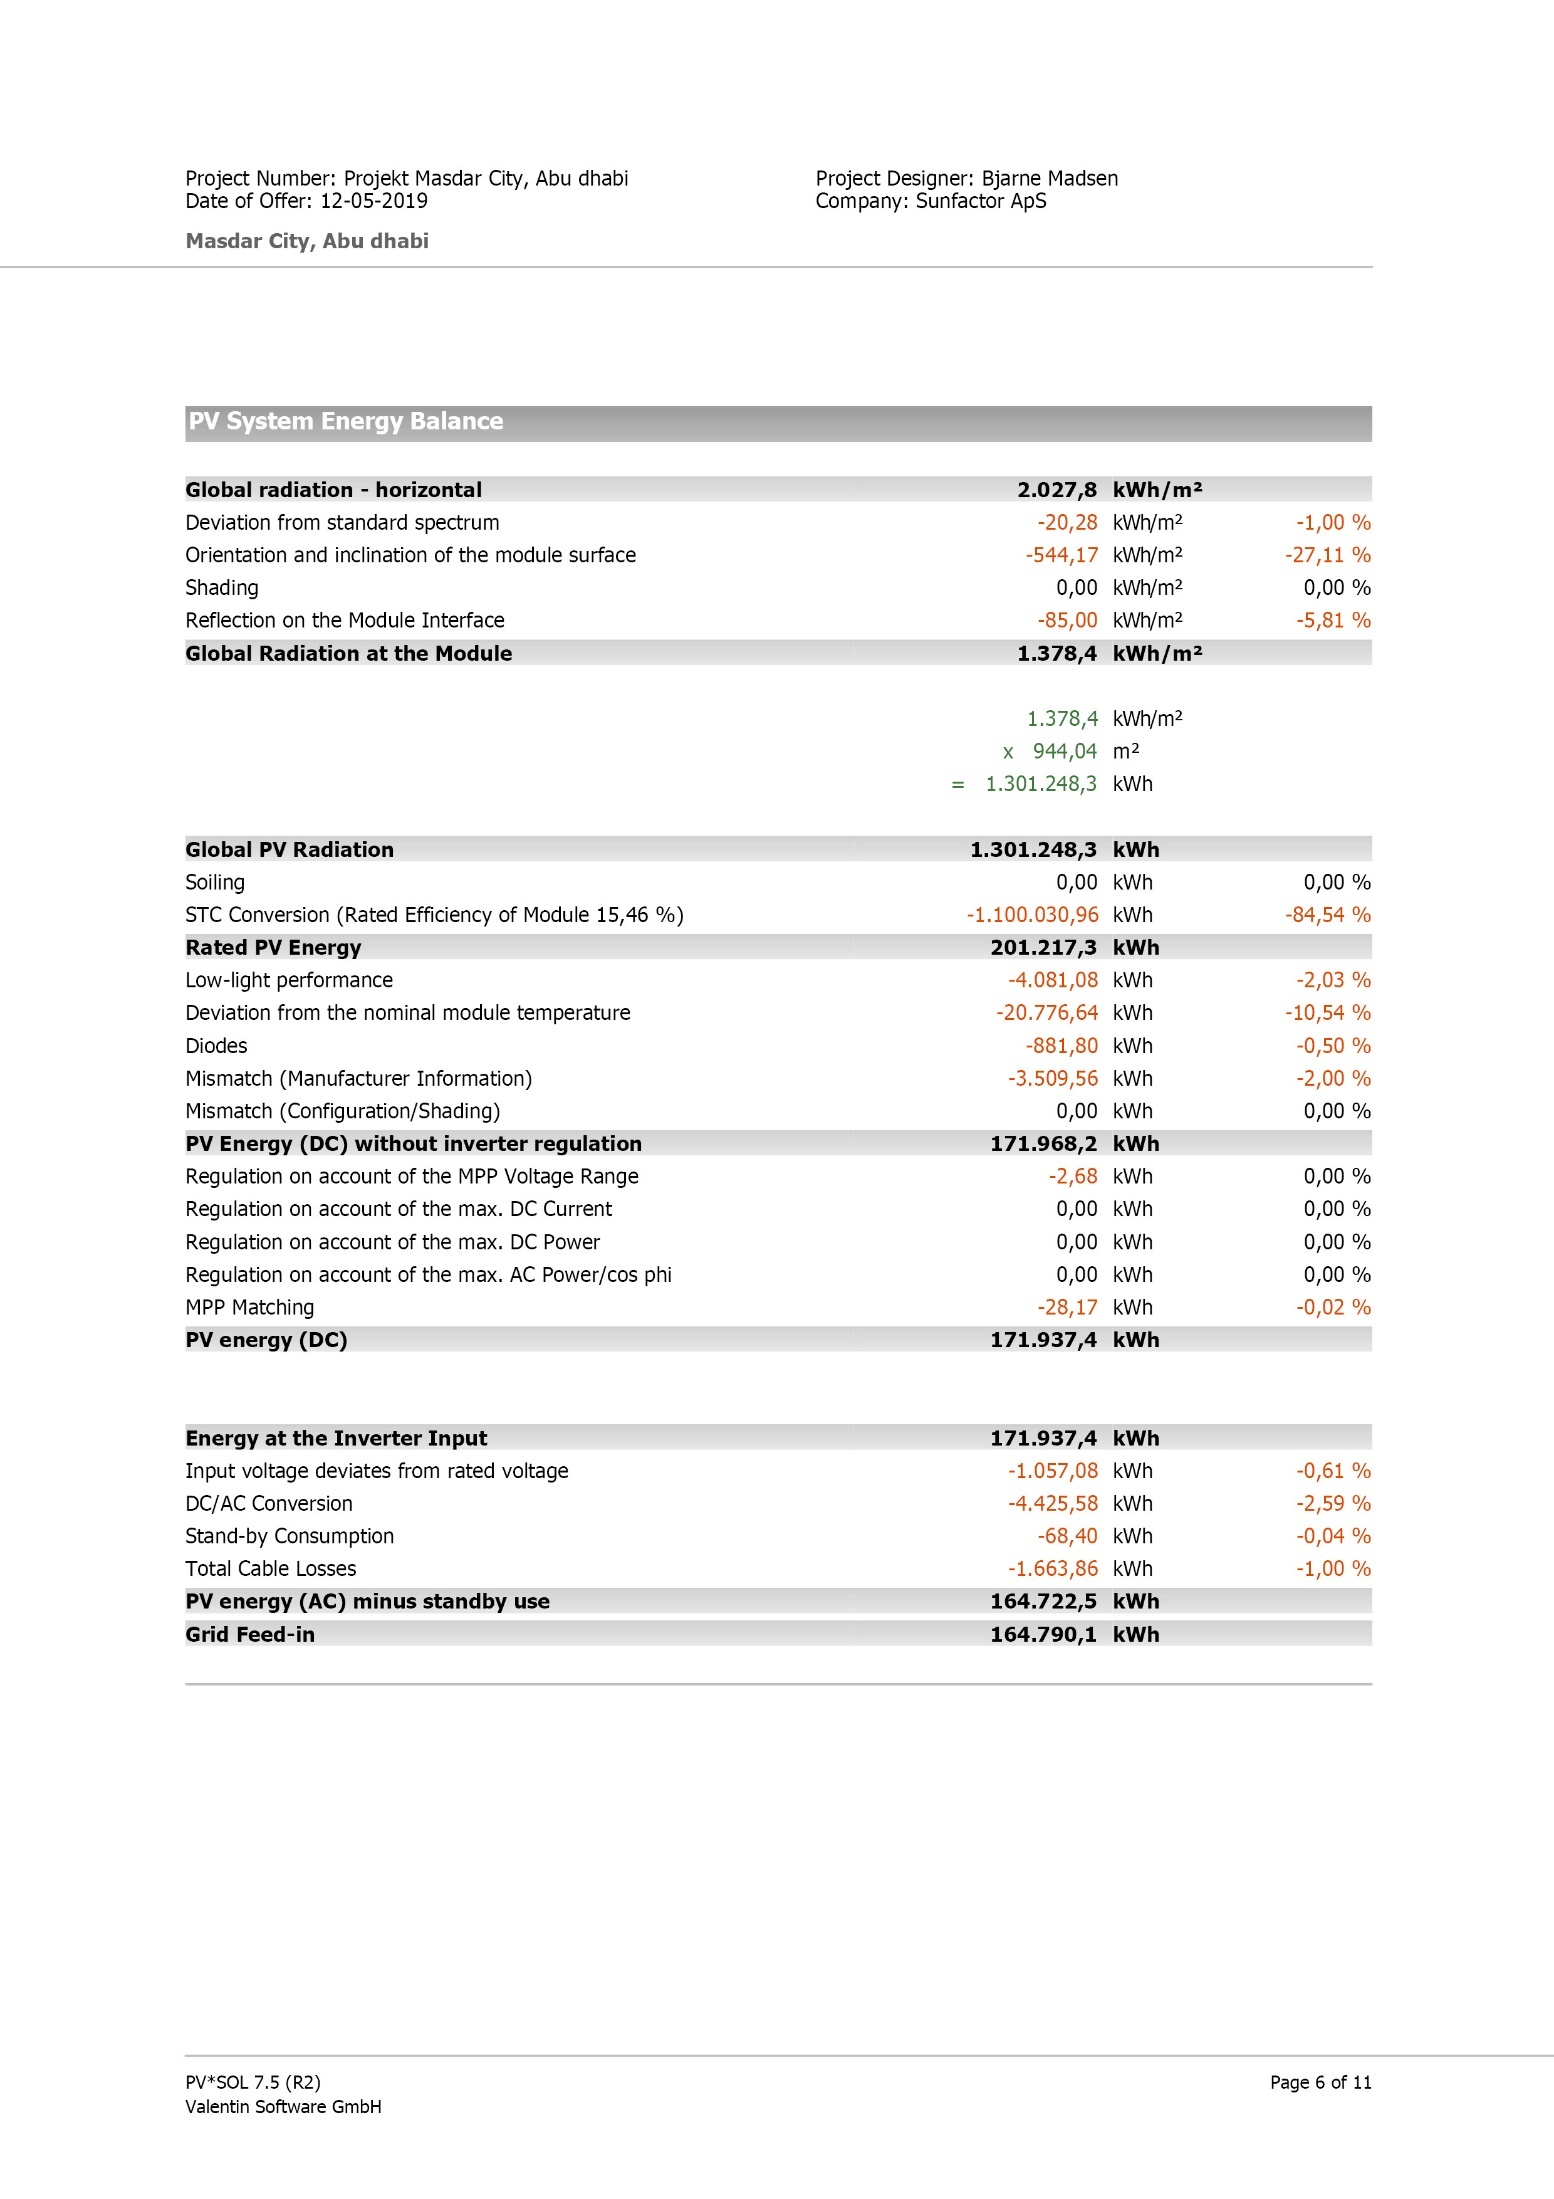 Project Number: Projekt Masdar City, Abu dhabi Project Designer: Bjarne Madsen
Date of Offer: 12-05-2019 Company: Sunfactor ApS
Masdar City, Abu dhabi
PV System Energy Balance
Global radiation - horizontal 2.027,8 kWh/m²
Deviation from standard spectrum -20,28 kWh/m² -1,00 %
Orientation and inclination of the module surface -544,17 kWh/m² -27,11 %
Shading 0,00 kWh/m² 0,00 %
Reflection on the Module Interface -85,00 kWh/m² -5,81 %
Global Radiation at the Module 1.378,4 kWh/m²
1.378,4 kWh/m²
x 944,04 m²
= 1.301.248,3 kWh
Global PV Radiation 1.301.248,3 kWh
Soiling 0,00 kWh 0,00 %
STC Conversion (Rated Efficiency of Module 15,46 %) -1.100.030,96 kWh -84,54 %
Rated PV Energy 201.217,3 kWh
Low-light performance -4.081,08 kWh -2,03 %
Deviation from the nominal module temperature -20.776,64 kWh -10,54 %
Diodes -881,80 kWh -0,50 %
Mismatch (Manufacturer Information) -3.509,56 kWh -2,00 %
Mismatch (Configuration/Shading) 0,00 kWh 0,00 %
PV Energy (DC) without inverter regulation 171.968,2 kWh
Regulation on account of the MPP Voltage Range -2,68 kWh 0,00 %
Regulation on account of the max. DC Current 0,00 kWh 0,00 %
Regulation on account of the max. DC Power 0,00 kWh 0,00 %
Regulation on account of the max. AC Power/cos phi 0,00 kWh 0,00 %
MPP Matching -28,17 kWh -0,02 %
PV energy (DC) 171.937,4 kWh
Energy at the Inverter Input 171.937,4 kWh
Input voltage deviates from rated voltage -1.057,08 kWh -0,61 %
DC/AC Conversion -4.425,58 kWh -2,59 %
Stand-by Consumption -68,40 kWh -0,04 %
Total Cable Losses -1.663,86 kWh -1,00 %
PV energy (AC) minus standby use 164.722,5 kWh
Grid Feed-in 164.790,1 kWh
PV*SOL 7.5 (R2) Page 6 of 11
Valentin Software GmbH